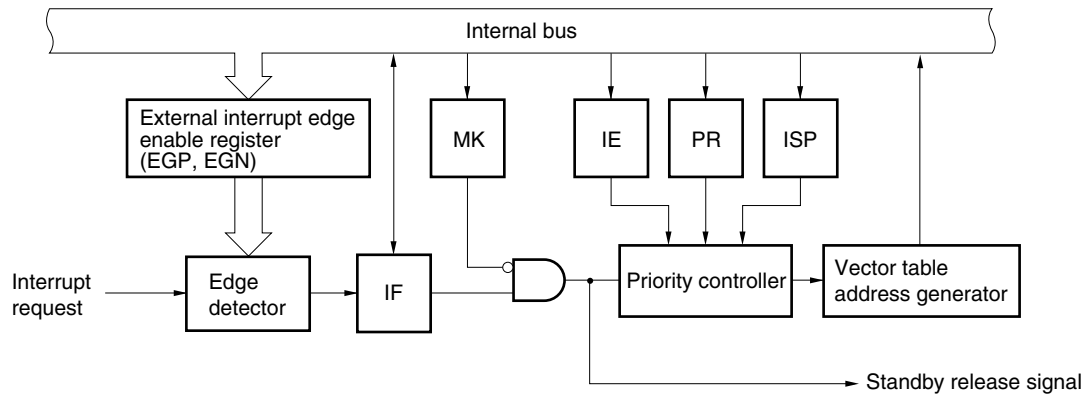 Internal bus
External interrupt edge
enable register
(EGP, EGN)
MK
IE
PR
ISP
Interrupt
request
Edge
detector
IF
Priority controller
Vector table
address generator
Standby release signal